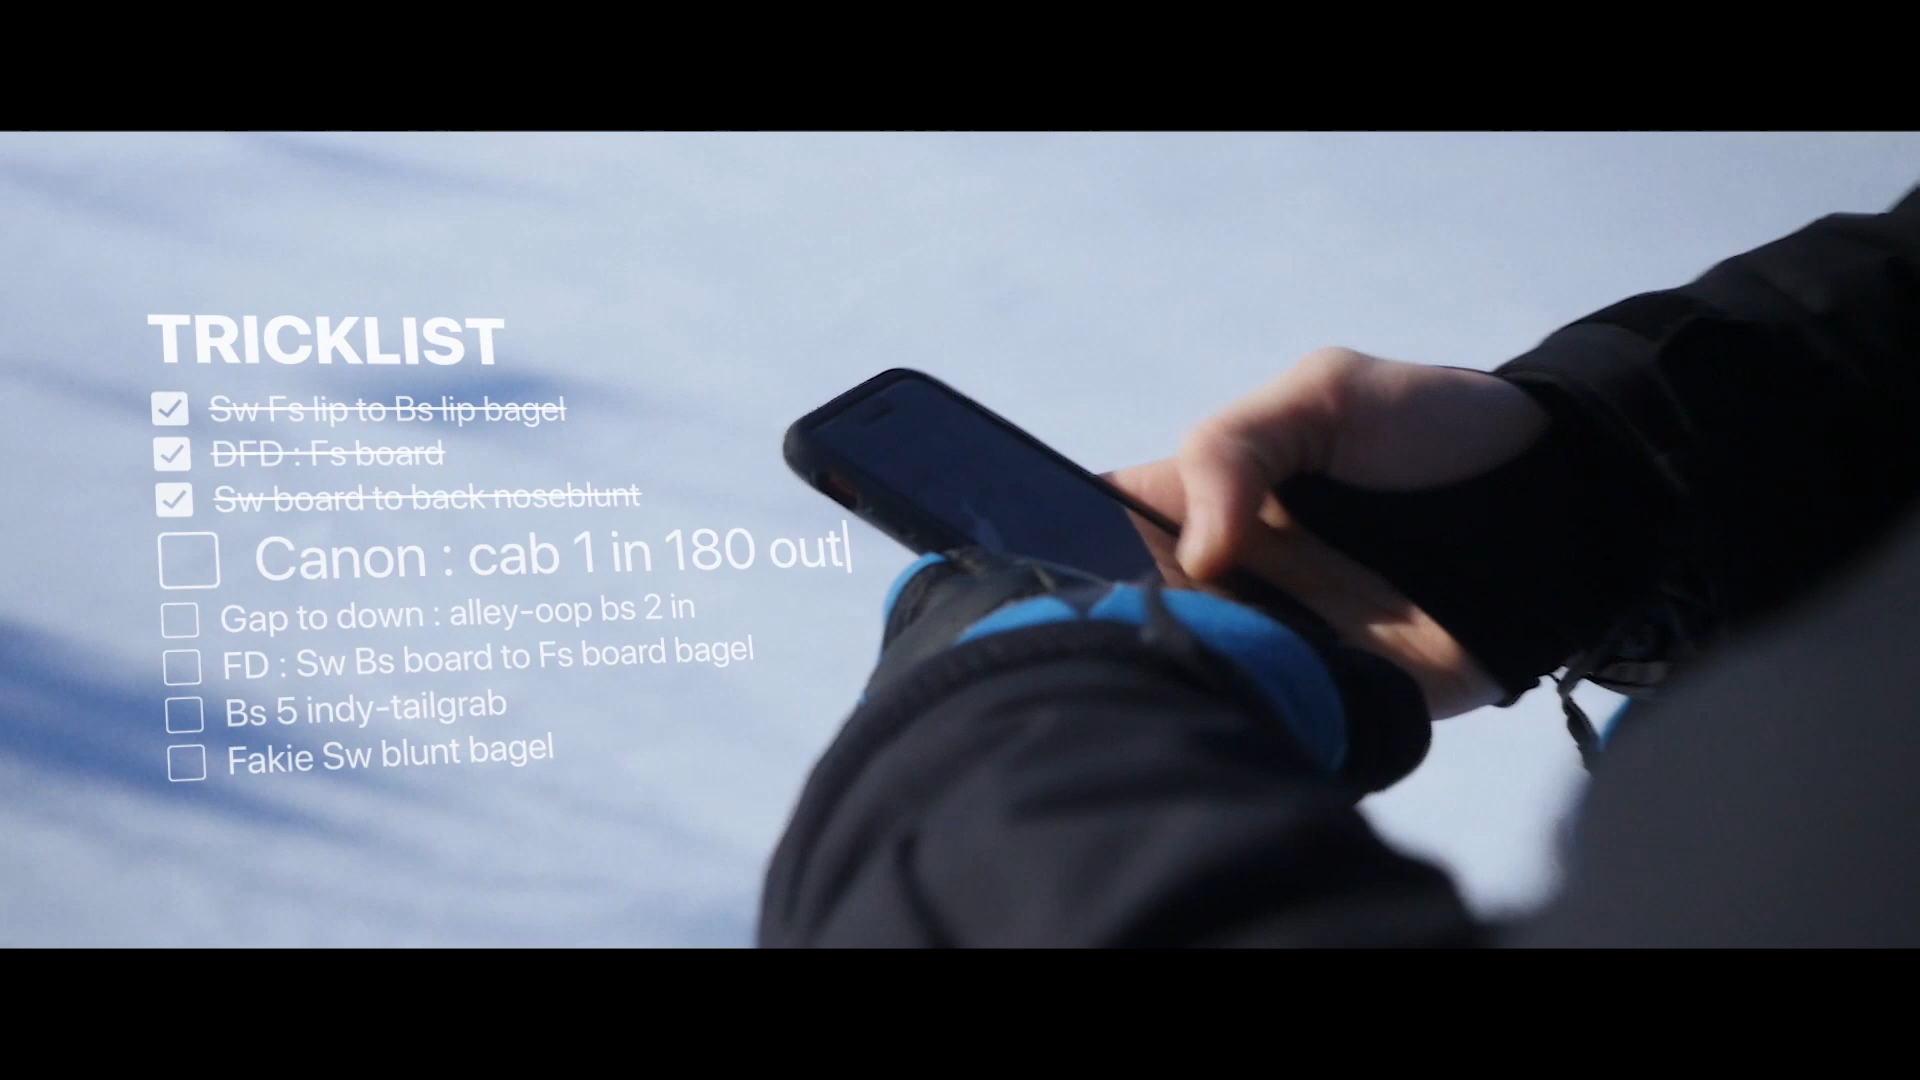 TRICKLIST
Sw Fs lip to Bs lip bagel
DFD : Fs board
Sw board to back noseblunt
Canon : cab 1 in 180 out
Gap to down : alley-oop bs 2 in
FD : Sw Bs board to Fs board bagel
Bs 5 indy-tailgrab
Fakie Sw blunt bagel